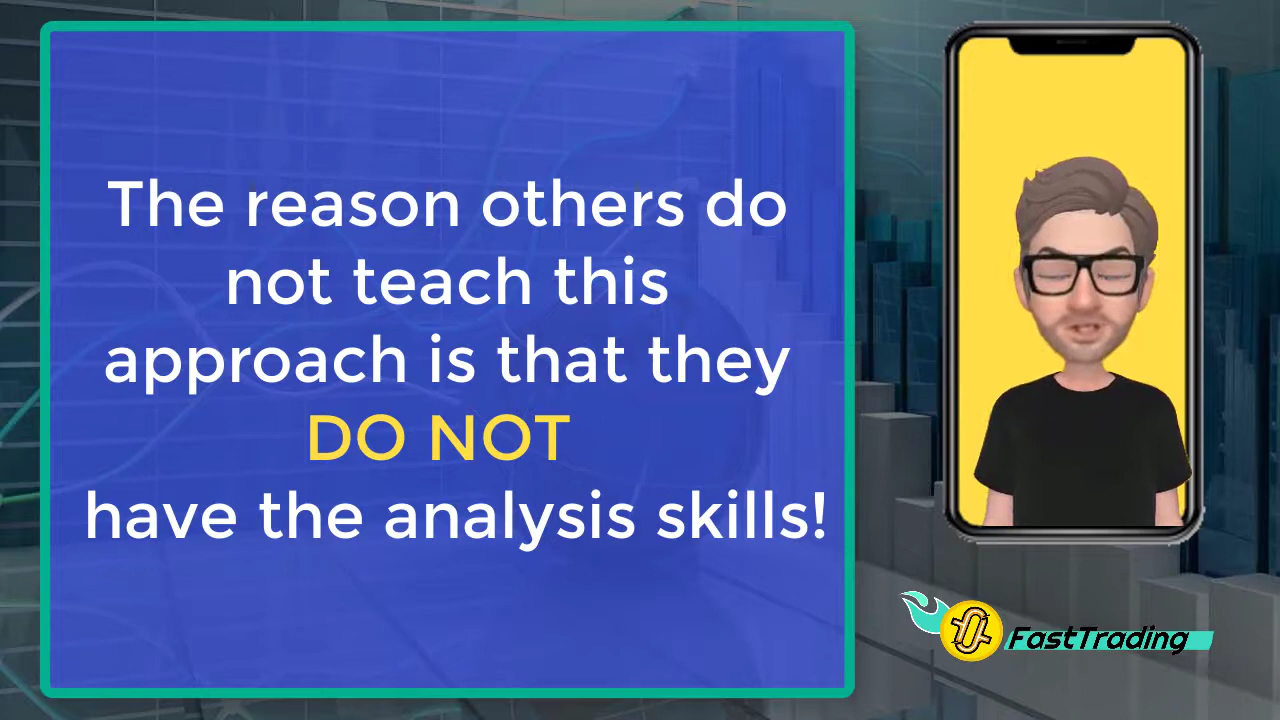 The reason others do
not teach this
approach is that they
DO NOT
have the analysis skills!
FastTrading